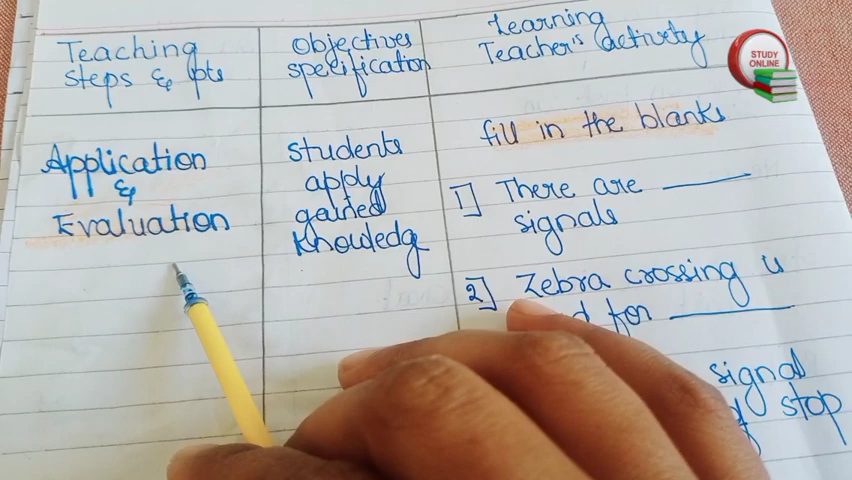 Teaching
steps & pts
Objectives
specification
Learning
Teacher's activity
STUDY
ONLINE
Application
&
Evaluation
students
apply
gained
knowledg
fill in the blanks
1] There are
signals
2] Zebra crossing is
for
signal
stop